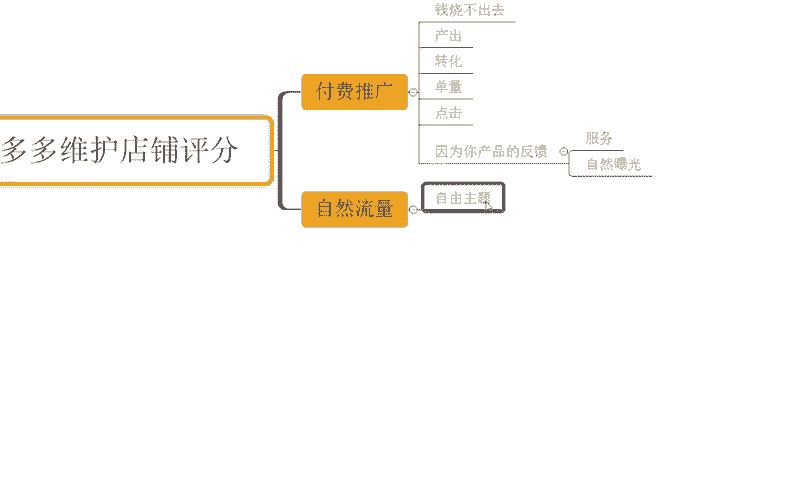 钱烧不出去
产出
转化
付费推广
单量
点击
因为你产品的反馈
服务
自然曝光
多多维护店铺评分
自然流量
自由主题